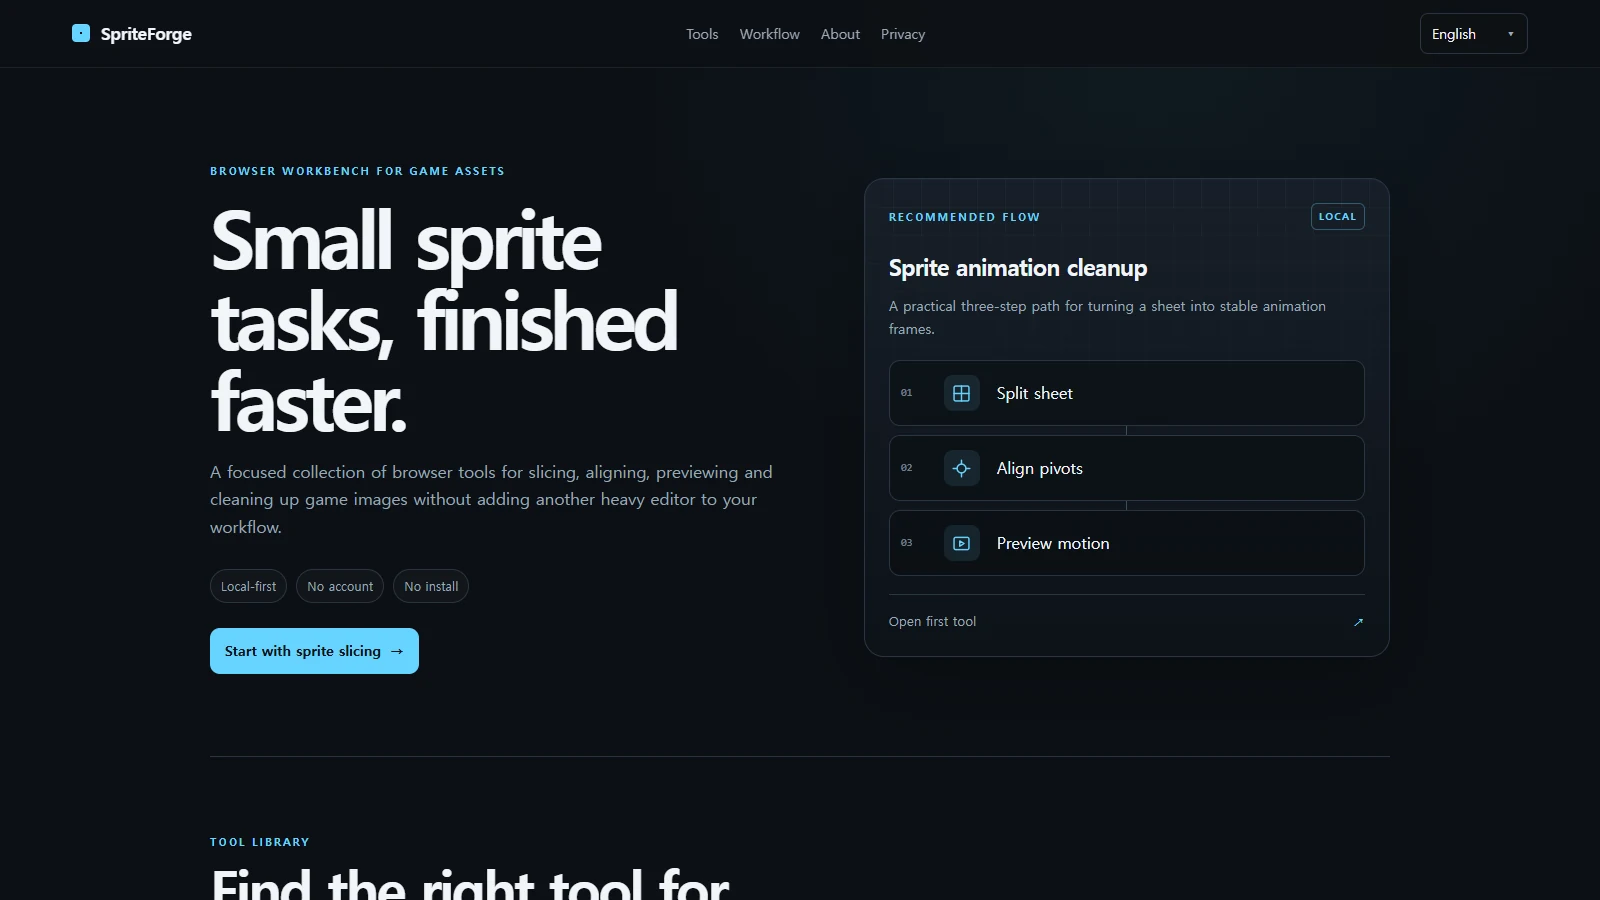 SpriteForge
Tools
Workflow
About
Privacy
English
BROWSER WORKBENCH FOR GAME ASSETS
Small sprite
tasks, finished
faster.
A focused collection of browser tools for slicing, aligning, previewing and
cleaning up game images without adding another heavy editor to your
workflow.
Local-first
No account
No install
Start with sprite slicing →
RECOMMENDED FLOW
LOCAL
Sprite animation cleanup
A practical three-step path for turning a sheet into stable animation
frames.
01 Split sheet
02 Align pivots
03 Preview motion
Open first tool ↗
TOOL LIBRARY
Find the right tool for